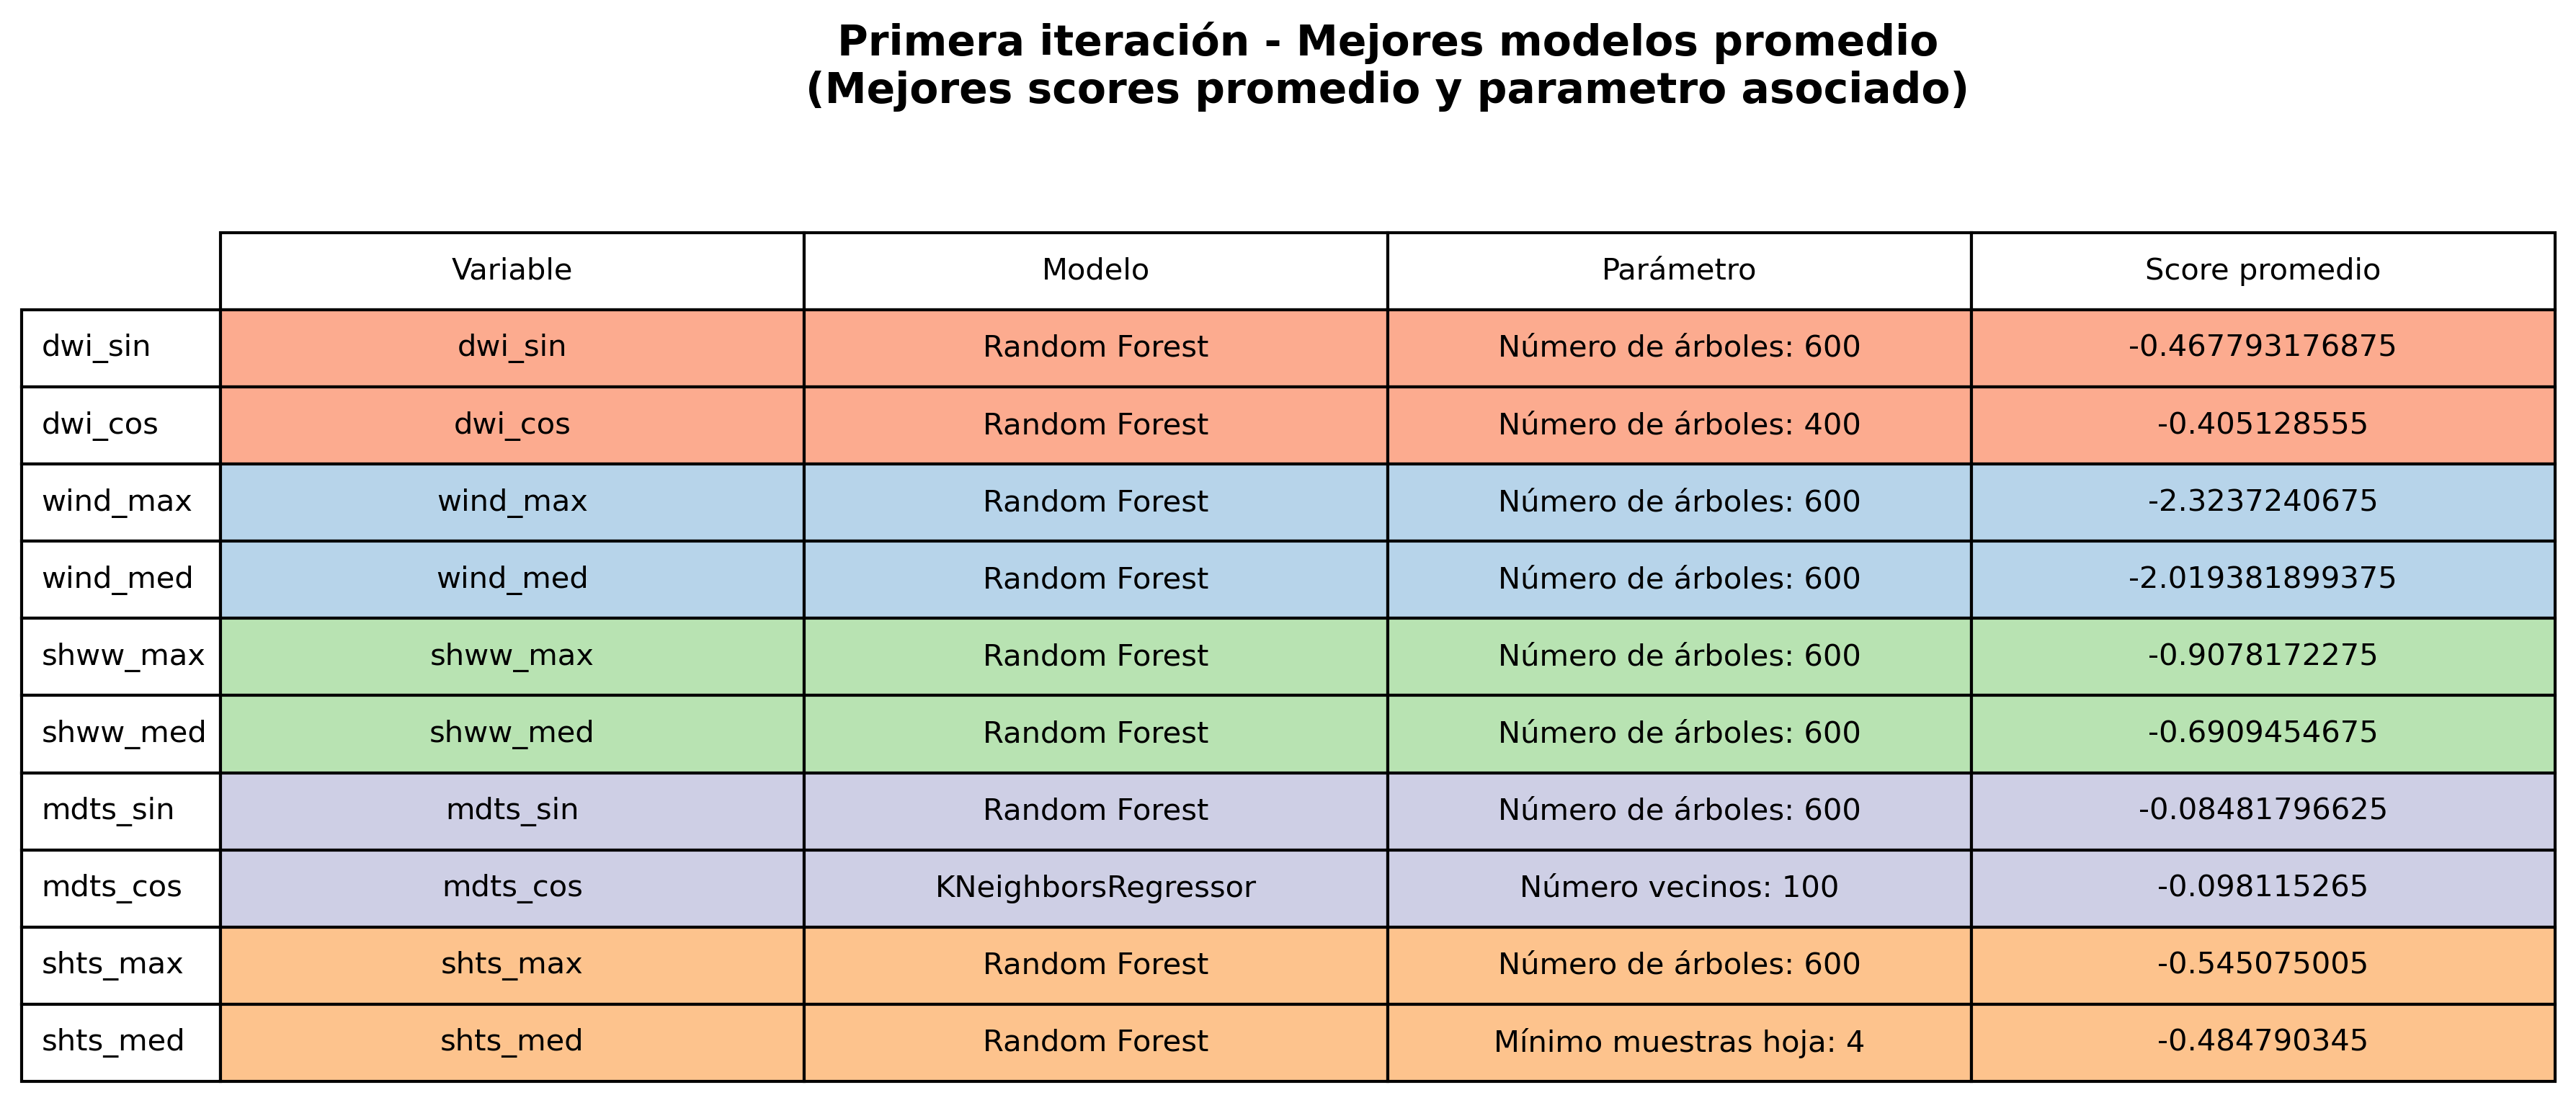 Primera iteración - Mejores modelos promedio
(Mejores scores promedio y parametro asociado)
Variable Modelo Parámetro Score promedio
dwi_sin dwi_sin Random Forest Número de árboles: 600 -0.467793176875
dwi_cos dwi_cos Random Forest Número de árboles: 400 -0.405128555
wind_max wind_max Random Forest Número de árboles: 600 -2.3237240675
wind_med wind_med Random Forest Número de árboles: 600 -2.019381899375
shww_max shww_max Random Forest Número de árboles: 600 -0.9078172275
shww_med shww_med Random Forest Número de árboles: 600 -0.6909454675
mdts_sin mdts_sin Random Forest Número de árboles: 600 -0.08481796625
mdts_cos mdts_cos KNeighborsRegressor Número vecinos: 100 -0.098115265
shts_max shts_max Random Forest Número de árboles: 600 -0.545075005
shts_med shts_med Random Forest Mínimo muestras hoja: 4 -0.484790345